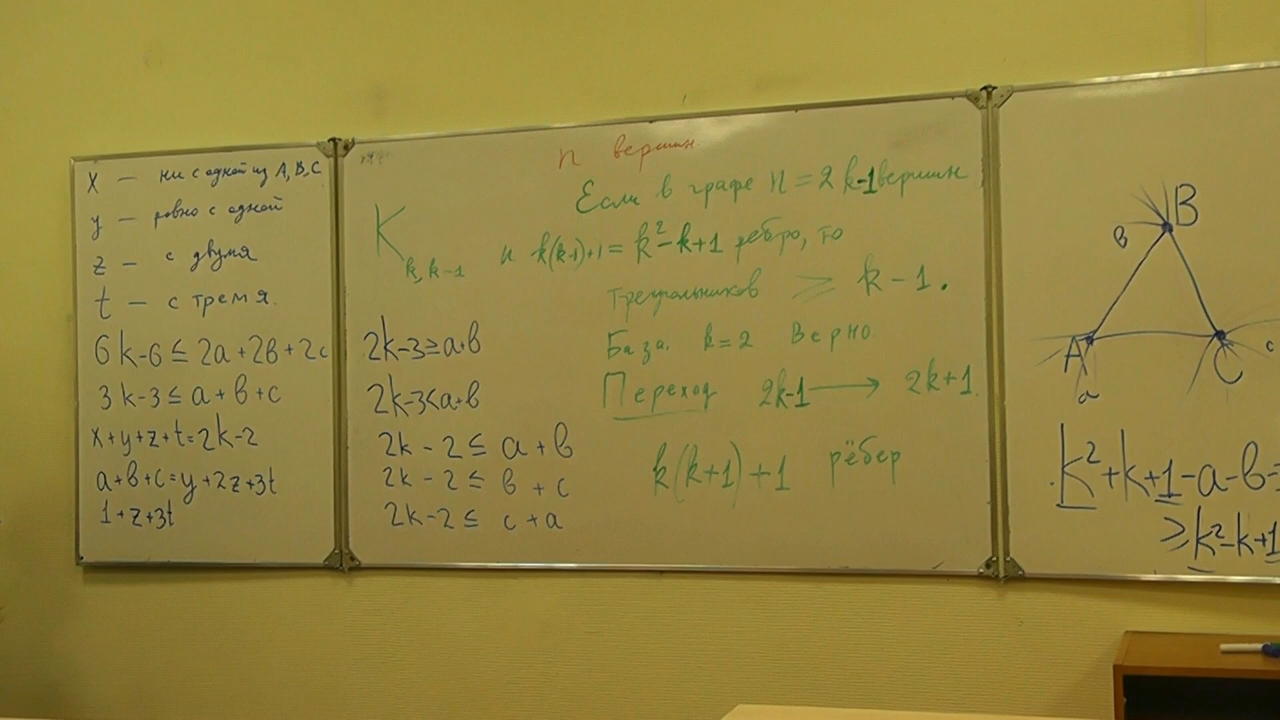 x — ни с одной из A, B, C
y — ровно с одной
z — с двумя
t — с тремя.
6k-6 ≤ 2a + 2в + 2c
3k-3 ≤ a + в + c
x+y+z+t=2k-2
a+в+c=y+2z+3t
1+z+3t
n вершин.
K k,k-1
Если в графе n = 2k-1 вершин
и k(k-1)+1 = k²-k+1 ребро, то
треугольников ≥ k-1.
База. k=2 Верно.
Переход 2k-1 → 2k+1.
k(k+1)+1 рёбер
2k-3≥a+в
2k-3<a+в
2k-2 ≤ a+в
2k-2 ≤ в+c
2k-2 ≤ c+a
B
в
A
a
C
c
k²+k+1-a-в=
≥k²-k+1